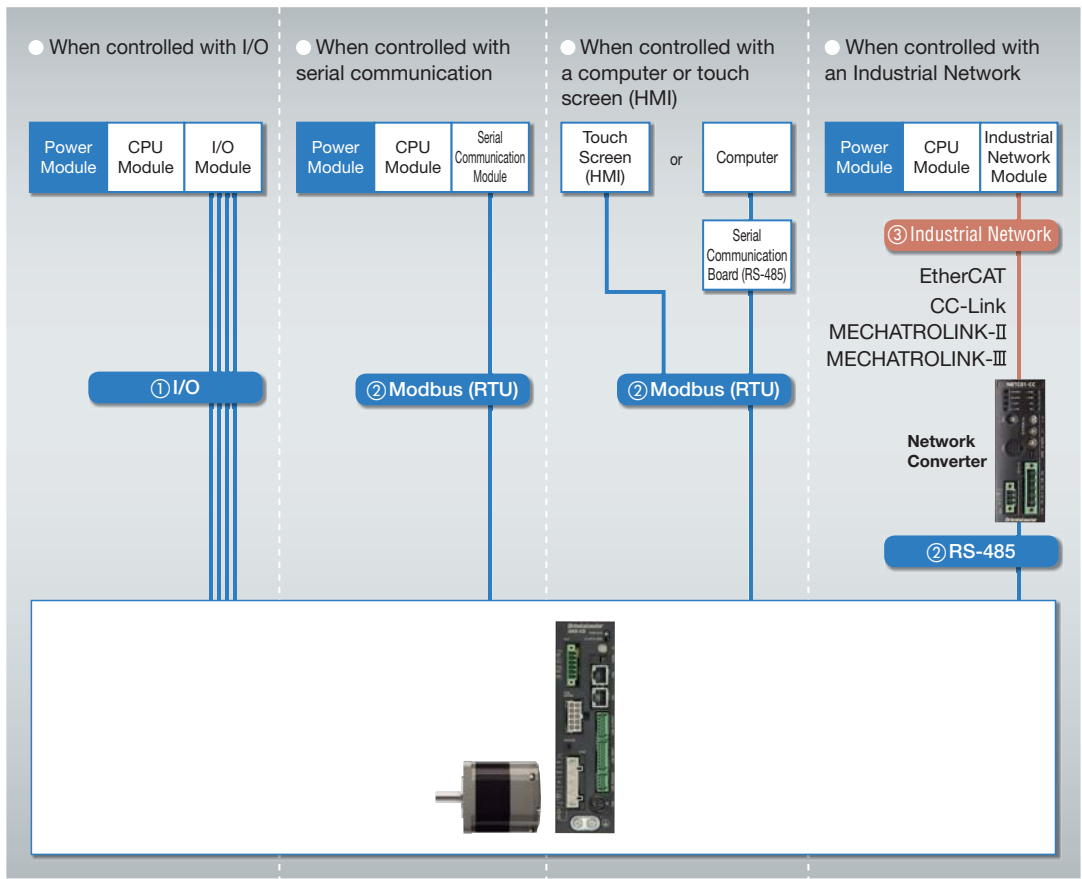 When controlled with I/O
When controlled with
serial communication
When controlled with
a computer or touch
screen (HMI)
When controlled with
an Industrial Network
Power
Module
CPU
Module
I/O
Module
Power
Module
CPU
Module
Serial
Communication
Module
Touch
Screen
(HMI)
or
Computer
Serial
Communication
Board (RS-485)
Power
Module
CPU
Module
Industrial
Network
Module
③Industrial Network
EtherCAT
CC-Link
MECHATROLINK-Ⅱ
MECHATROLINK-Ⅲ
①I/O
②Modbus (RTU)
②Modbus (RTU)
NETC01-CC
Network
Converter
②RS-485